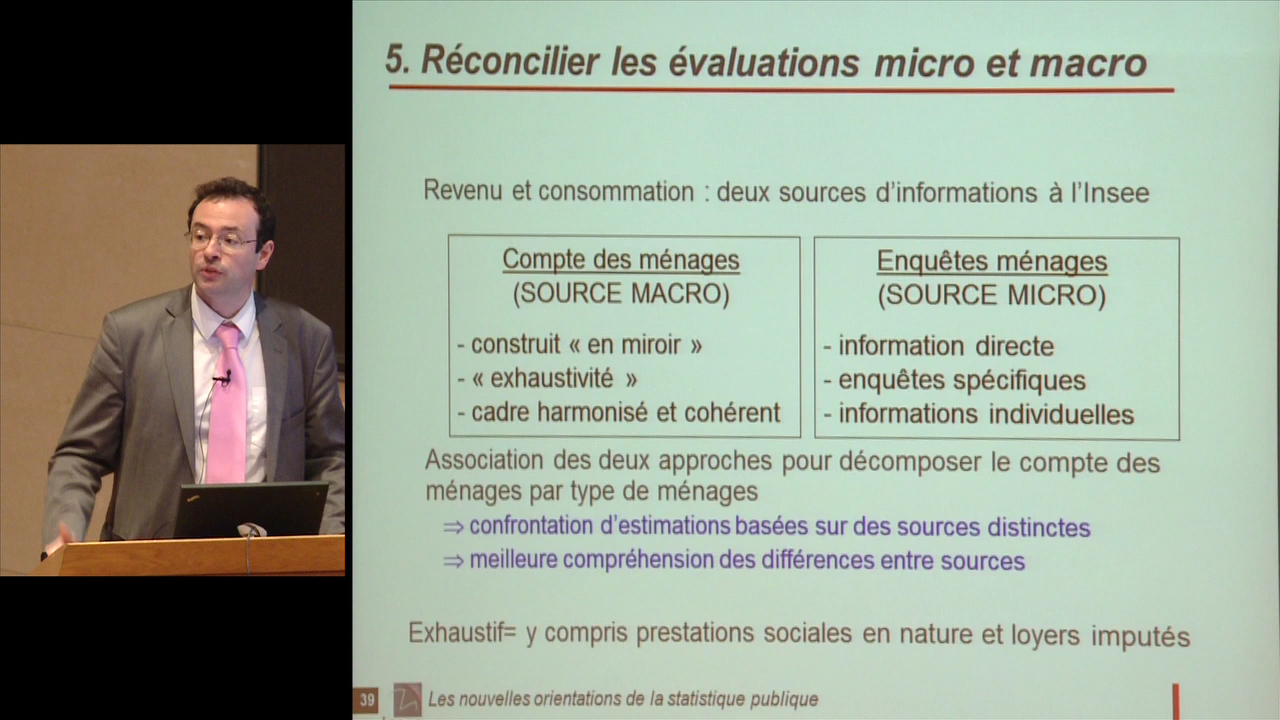 5. Réconcilier les évaluations micro et macro
Revenu et consommation : deux sources d'informations à l'Insee
Compte des ménages
(SOURCE MACRO)
- construit « en miroir »
- « exhaustivité »
- cadre harmonisé et cohérent
Enquêtes ménages
(SOURCE MICRO)
- information directe
- enquêtes spécifiques
- informations individuelles
Association des deux approches pour décomposer le compte des
ménages par type de ménages
⇒ confrontation d'estimations basées sur des sources distinctes
⇒ meilleure compréhension des différences entre sources
Exhaustif= y compris prestations sociales en nature et loyers imputés
39
Les nouvelles orientations de la statistique publique